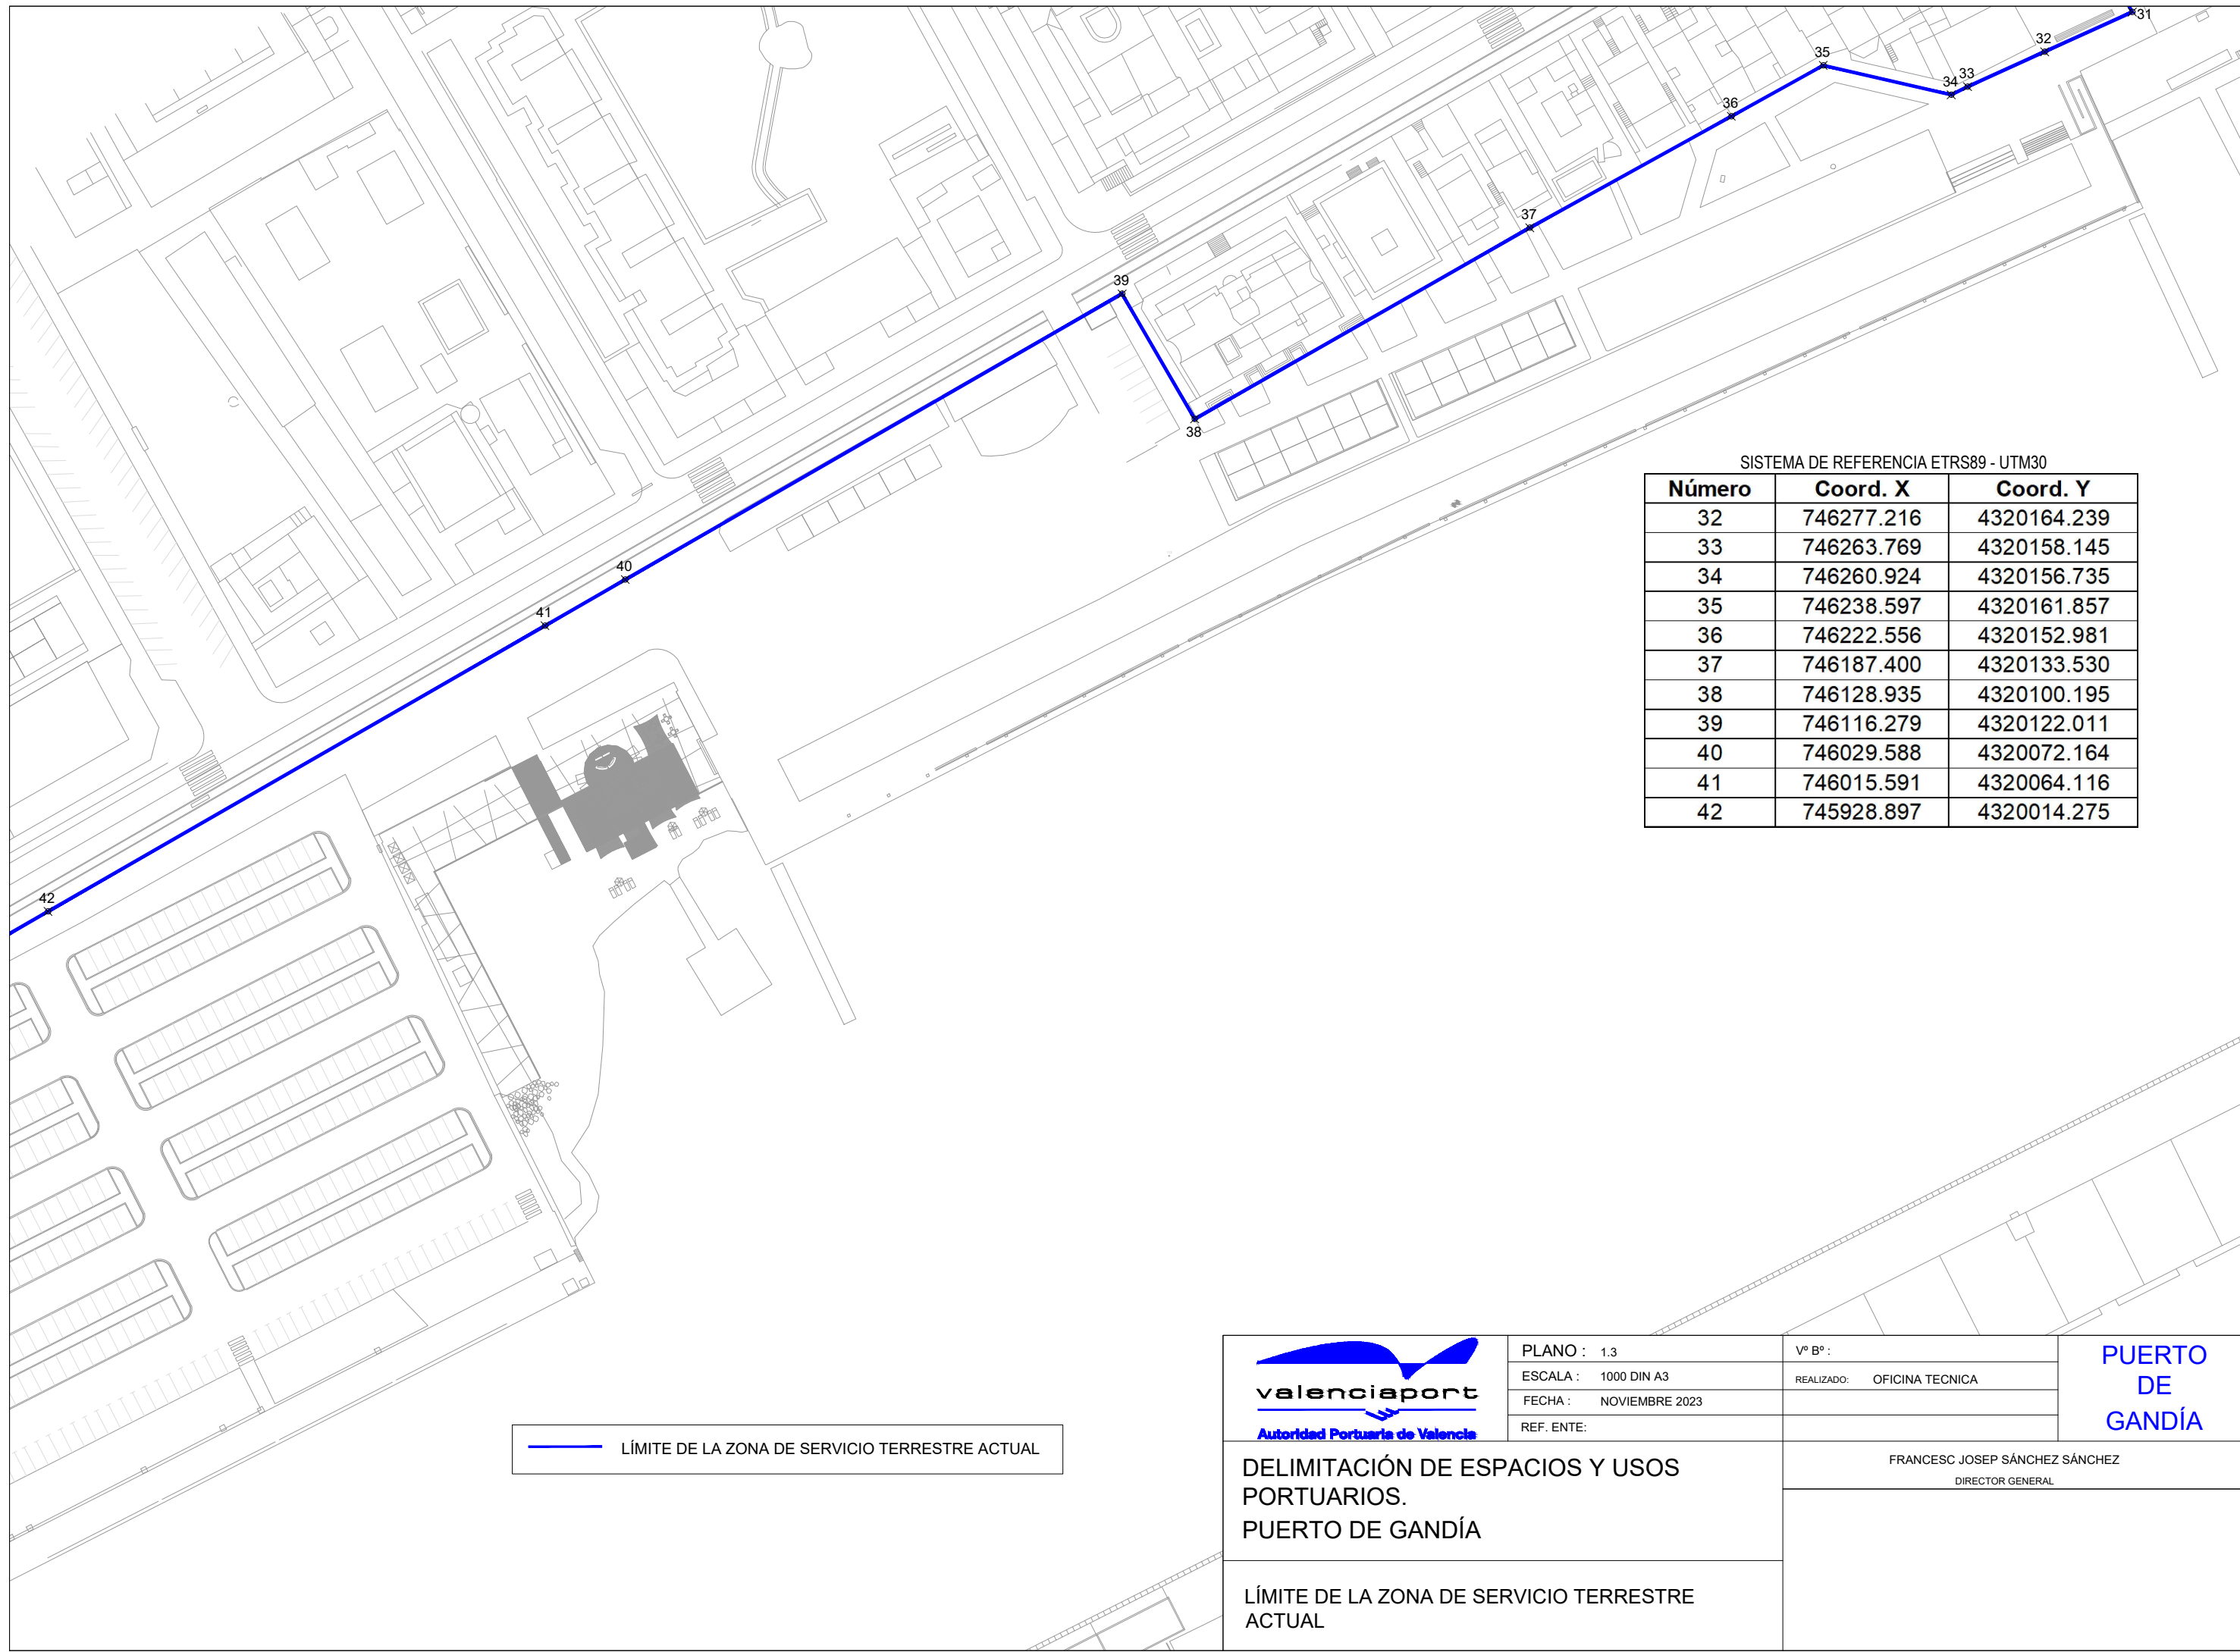 31
32
33
34
35
36
37
38
39
40
41
42
SISTEMA DE REFERENCIA ETRS89 - UTM30
Número Coord. X Coord. Y
32 746277.216 4320164.239
33 746263.769 4320158.145
34 746260.924 4320156.735
35 746238.597 4320161.857
36 746222.556 4320152.981
37 746187.400 4320133.530
38 746128.935 4320100.195
39 746116.279 4320122.011
40 746029.588 4320072.164
41 746015.591 4320064.116
42 745928.897 4320014.275
LÍMITE DE LA ZONA DE SERVICIO TERRESTRE ACTUAL
valenciaport
Autoridad Portuaria de Valencia
PLANO : 1.3
ESCALA : 1000 DIN A3
FECHA : NOVIEMBRE 2023
REF. ENTE:
Vº Bº :
REALIZADO: OFICINA TECNICA
PUERTO
DE
GANDÍA
FRANCESC JOSEP SÁNCHEZ SÁNCHEZ
DIRECTOR GENERAL
DELIMITACIÓN DE ESPACIOS Y USOS
PORTUARIOS.
PUERTO DE GANDÍA
LÍMITE DE LA ZONA DE SERVICIO TERRESTRE
ACTUAL